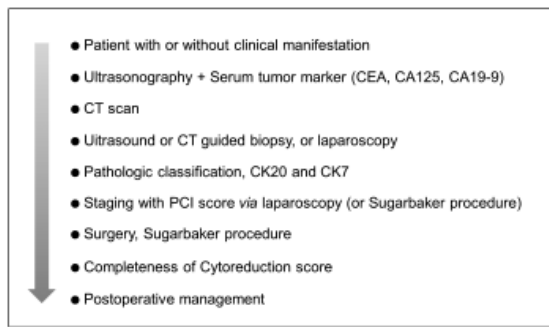 ● Patient with or without clinical manifestation
● Ultrasonography + Serum tumor marker (CEA, CA125, CA19-9)
● CT scan
● Uitrasound or CT guided biopsy, or laparoscopy
● Pathologic classification, CK20 and CK7
● Staging with PCI score via laparoscopy (or Sugarbaker procedure)
● Surgery, Sugarbaker procedure
● Completeness of Cytoreduction score
● Postoperative management